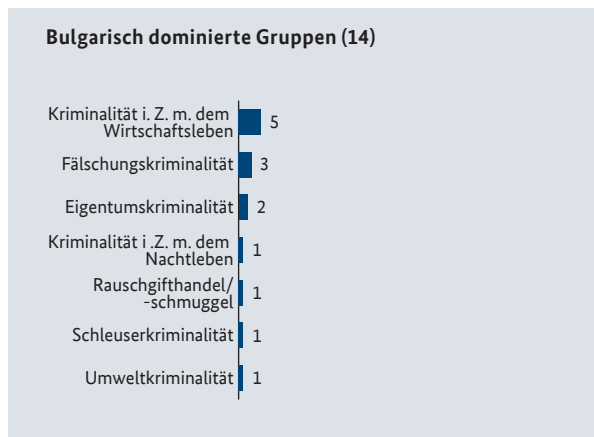 Bulgarisch dominierte Gruppen (14)
Kriminalität i. Z. m. dem
Wirtschaftsleben
5
Fälschungskriminalität
3
Eigentumskriminalität
2
Kriminalität i .Z. m. dem
Nachtleben
1
Rauschgifthandel/
-schmuggel
1
Schleuserkriminalität
1
Umweltkriminalität
1